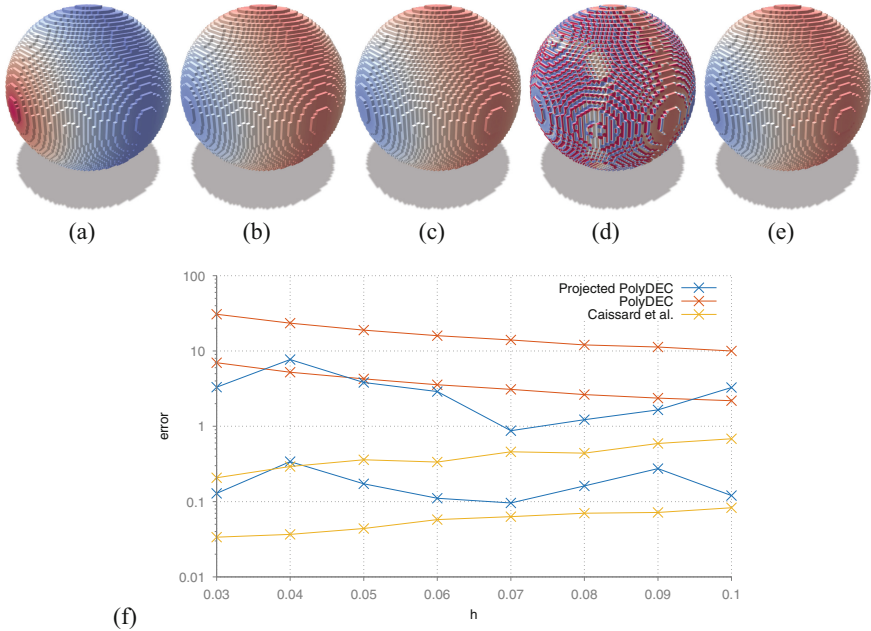 (a) (b) (c) (d) (e)
100
10
1
0.1
0.01
error
Projected PolyDEC
PolyDEC
Caissard et al.
0.03 0.04 0.05 0.06 0.07 0.08 0.09 0.1
h
(f)